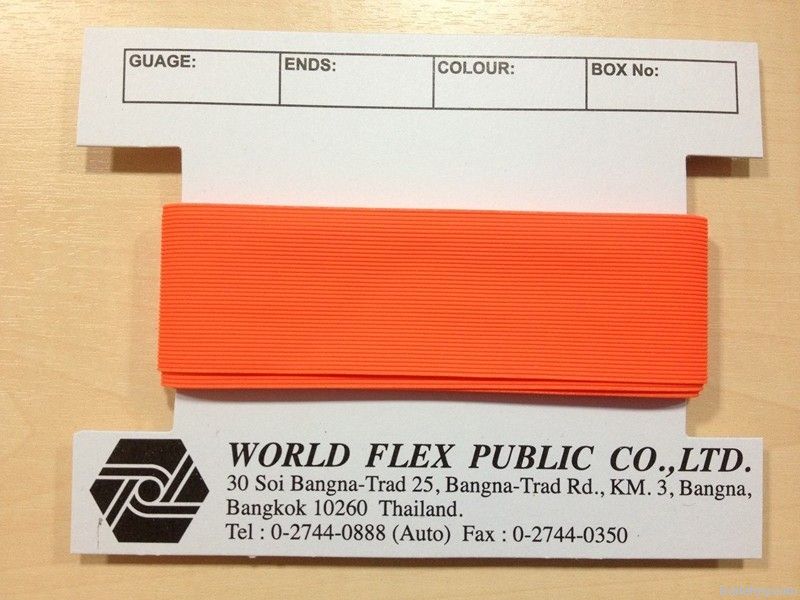 GUAGE: ENDS: COLOUR: BOX No:
WORLD FLEX PUBLIC CO.,LTD.
30 Soi Bangna-Trad 25, Bangna-Trad Rd., KM. 3, Bangna,
Bangkok 10260 Thailand.
Tel : 0-2744-0888 (Auto) Fax : 0-2744-0350